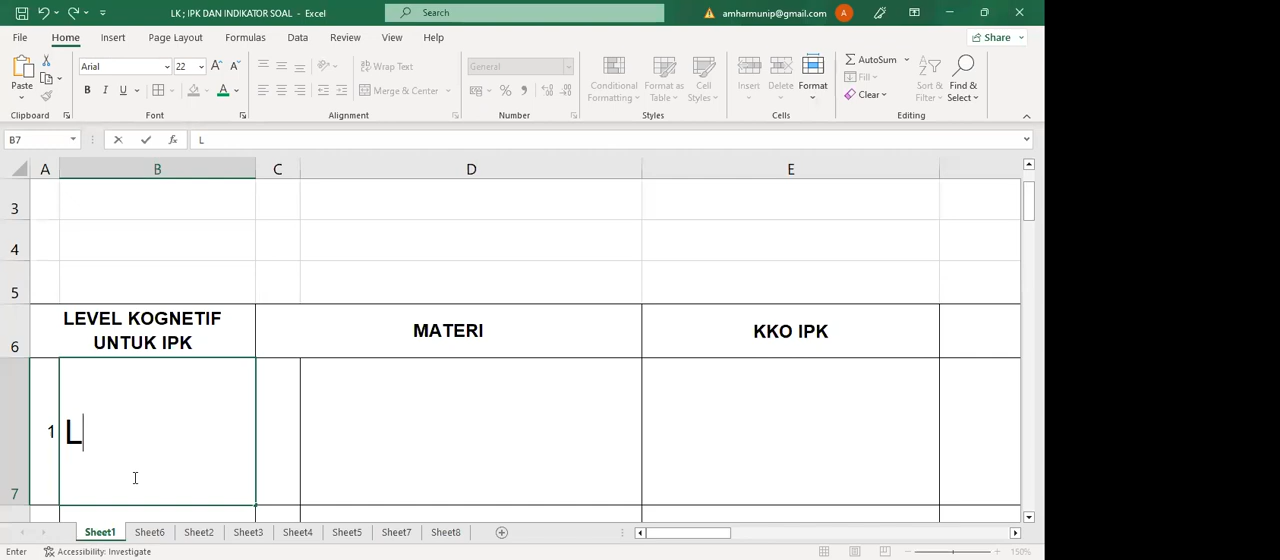 LK ; IPK DAN INDIKATOR SOAL - Excel
Search
amharmunip@gmail.com
A
File Home Insert Page Layout Formulas Data Review View Help
Share
Paste
Clipboard
Arial 22
A A
B I U A
Font
Wrap Text
Merge & Center
Alignment
General
% 9
Number
Conditional Formatting
Format as Table
Cell Styles
Styles
Insert Delete Format
Cells
AutoSum
Fill
Clear
Sort & Filter
Find & Select
Editing
B7 fx L
A B C D E
3
4
5
6
LEVEL KOGNETIF
UNTUK IPK
MATERI
KKO IPK
7
1 L
Sheet1 Sheet6 Sheet2 Sheet3 Sheet4 Sheet5 Sheet7 Sheet8
Enter Accessibility: Investigate 150%